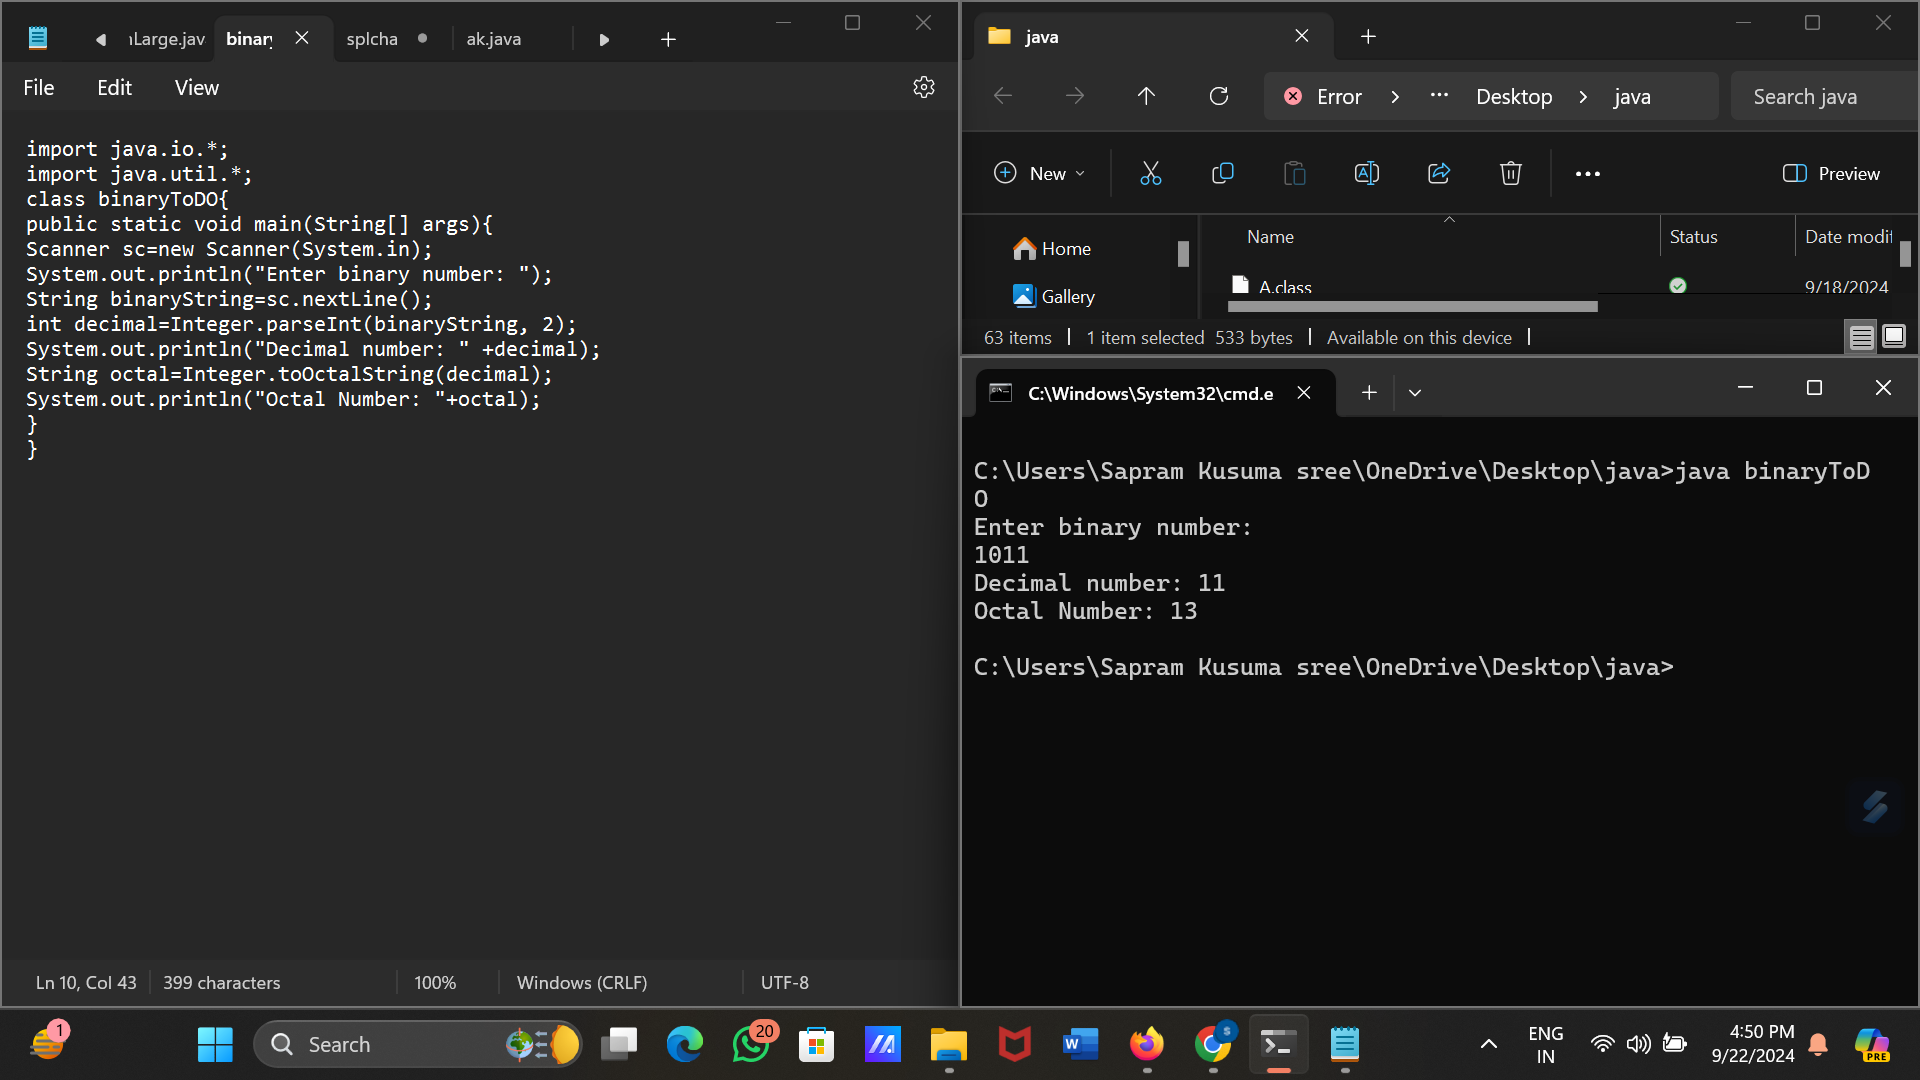 ıLarge.jav
binary
splcha
ak.java
File
Edit
View
import java.io.*;
import java.util.*;
class binaryToDO{
public static void main(String[] args){
Scanner sc=new Scanner(System.in);
System.out.println("Enter binary number: ");
String binaryString=sc.nextLine();
int decimal=Integer.parseInt(binaryString, 2);
System.out.println("Decimal number: " +decimal);
String octal=Integer.toOctalString(decimal);
System.out.println("Octal Number: "+octal);
}
}
Ln 10, Col 43
399 characters
100%
Windows (CRLF)
UTF-8
java
Error > ... Desktop > java
Search java
New
Preview
Name
Status
Date modi
Home
Gallery
A.class
9/18/2024
63 items
1 item selected 533 bytes
Available on this device
C:\Windows\System32\cmd.e
C:\Users\Sapram Kusuma sree\OneDrive\Desktop\java>java binaryToD
O
Enter binary number:
1011
Decimal number: 11
Octal Number: 13
C:\Users\Sapram Kusuma sree\OneDrive\Desktop\java>
1
Search
20
W
S
ENG
IN
4:50 PM
9/22/2024
PRE